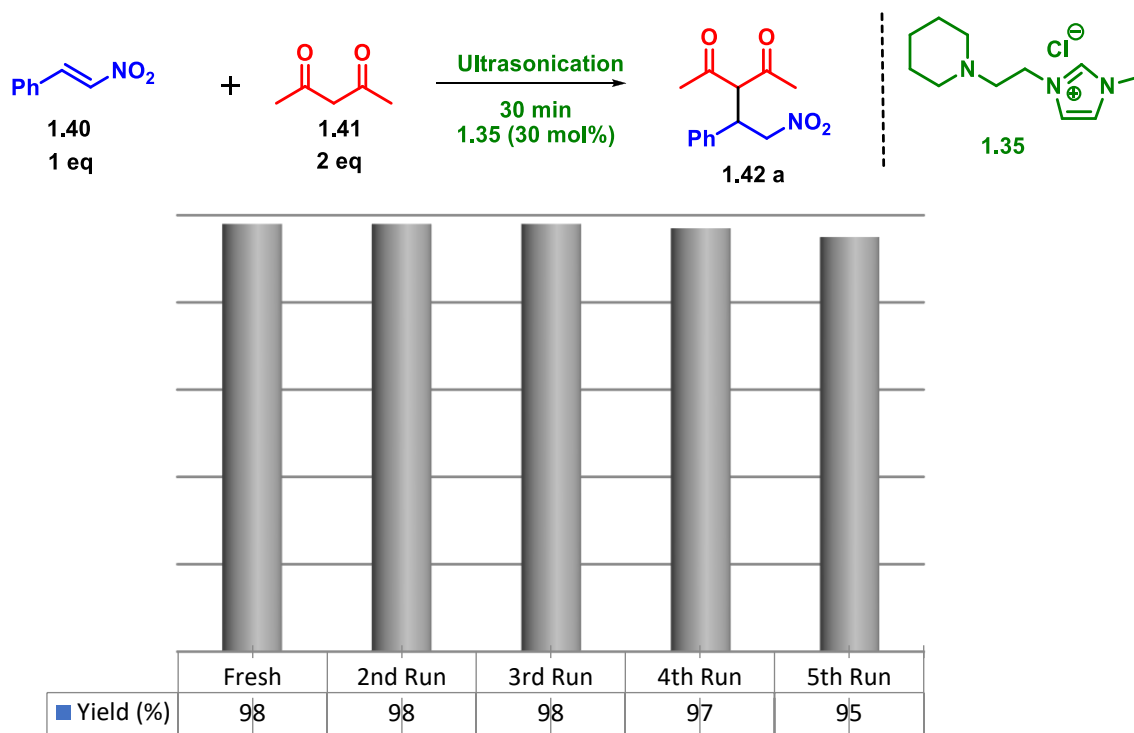 Ph NO2 + O O Ultrasonication O O Cl⊖
30 min
1.35 (30 mol%)
1.40 1.41 Ph NO2 N N⊕ N
1 eq 2 eq 1.42 a 1.35
Fresh 2nd Run 3rd Run 4th Run 5th Run
Yield (%) 98 98 98 97 95